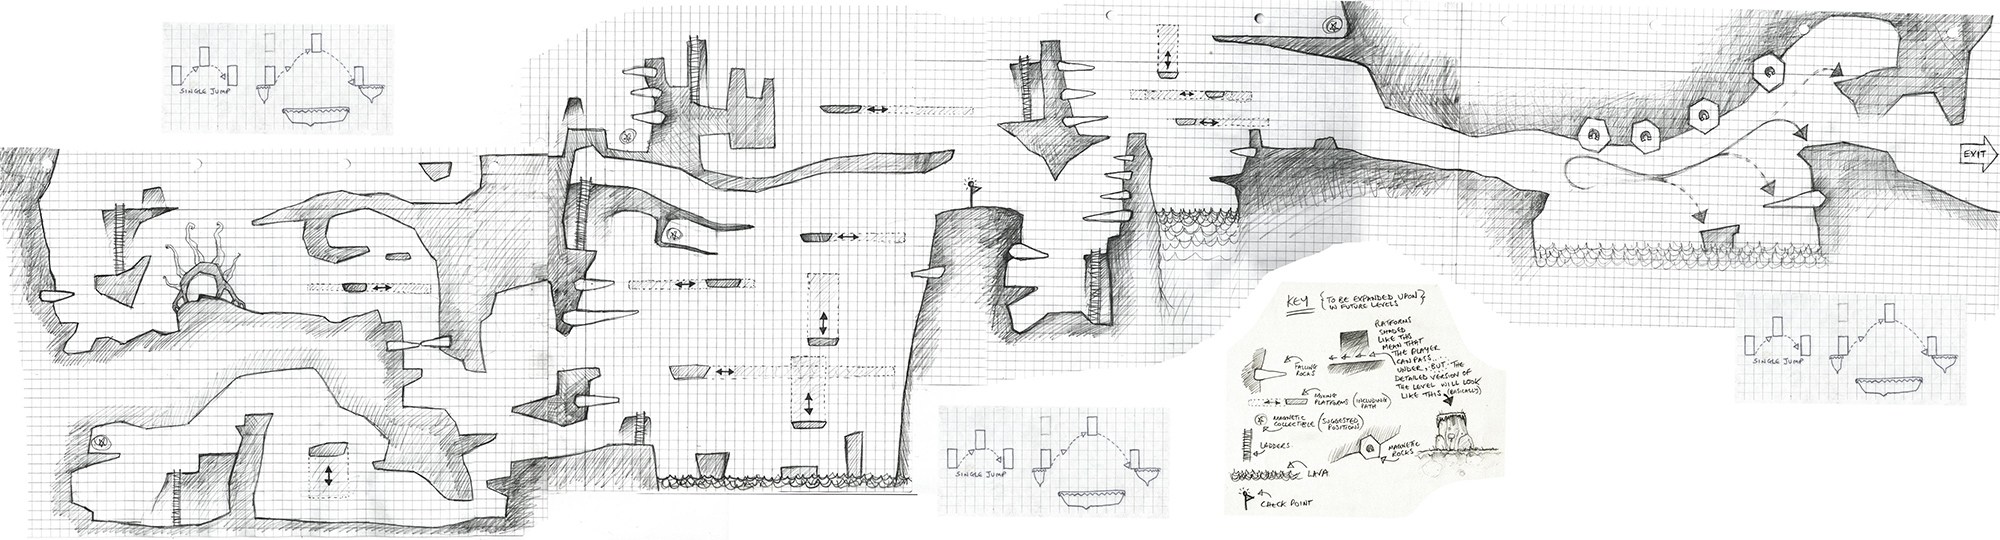 SINGLE JUMP
EXIT
KEY { TO BE EXPANDED UPON }
IN FUTURE LEVELS
PLATFORMS
SHADED
LIKE THIS
MEAN THAT
THE PLAYER
CAN PASS..
UNDER, BUT THE
DETAILED VERSION OF
THE LEVEL WILL LOOK
LIKE THIS (BASICALLY)
FALLING
ROCKS
MOVING
PLATFORMS (INCLUDING
PATH)
MAGNETIC
COLLECTIBLE (SUGGESTED
POSITION)
LADDERS
MAGNETIC
ROCKS
LAVA
CHECK POINT
SINGLE JUMP
SINGLE JUMP